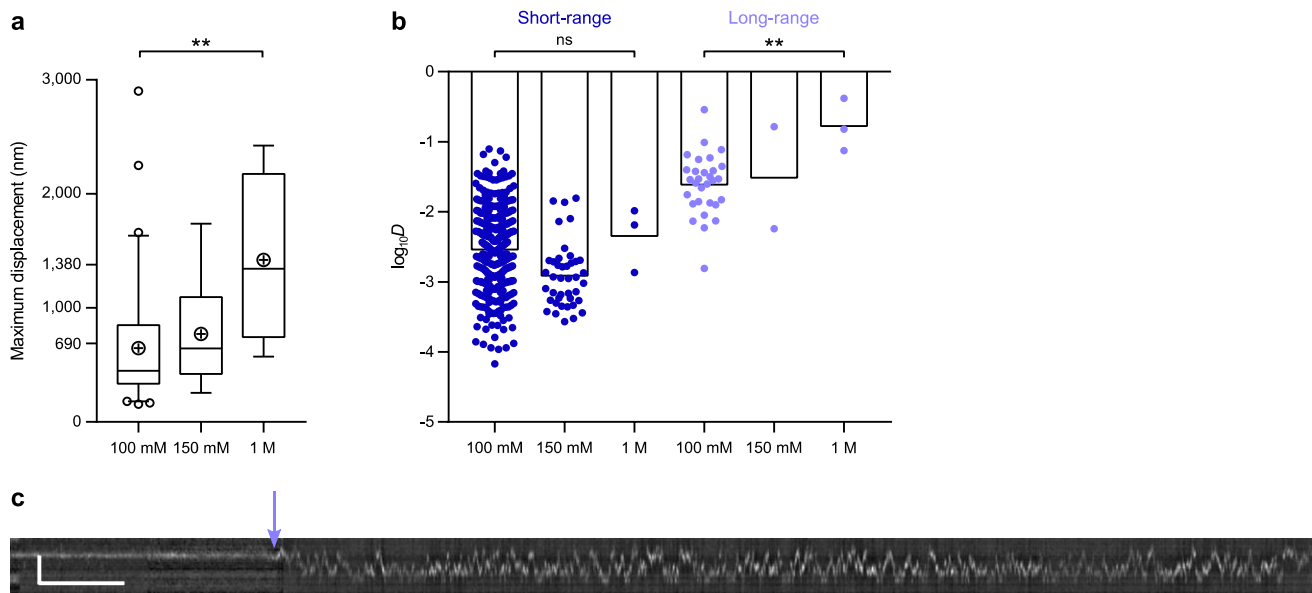 a
**
3,000
2,000
1,380
1,000
690
0
Maximum displacement (nm)
100 mM 150 mM 1 M
b
Short-range Long-range
ns **
0
-1
-2
-3
-4
-5
log10D
100 mM 150 mM 1 M 100 mM 150 mM 1 M
c